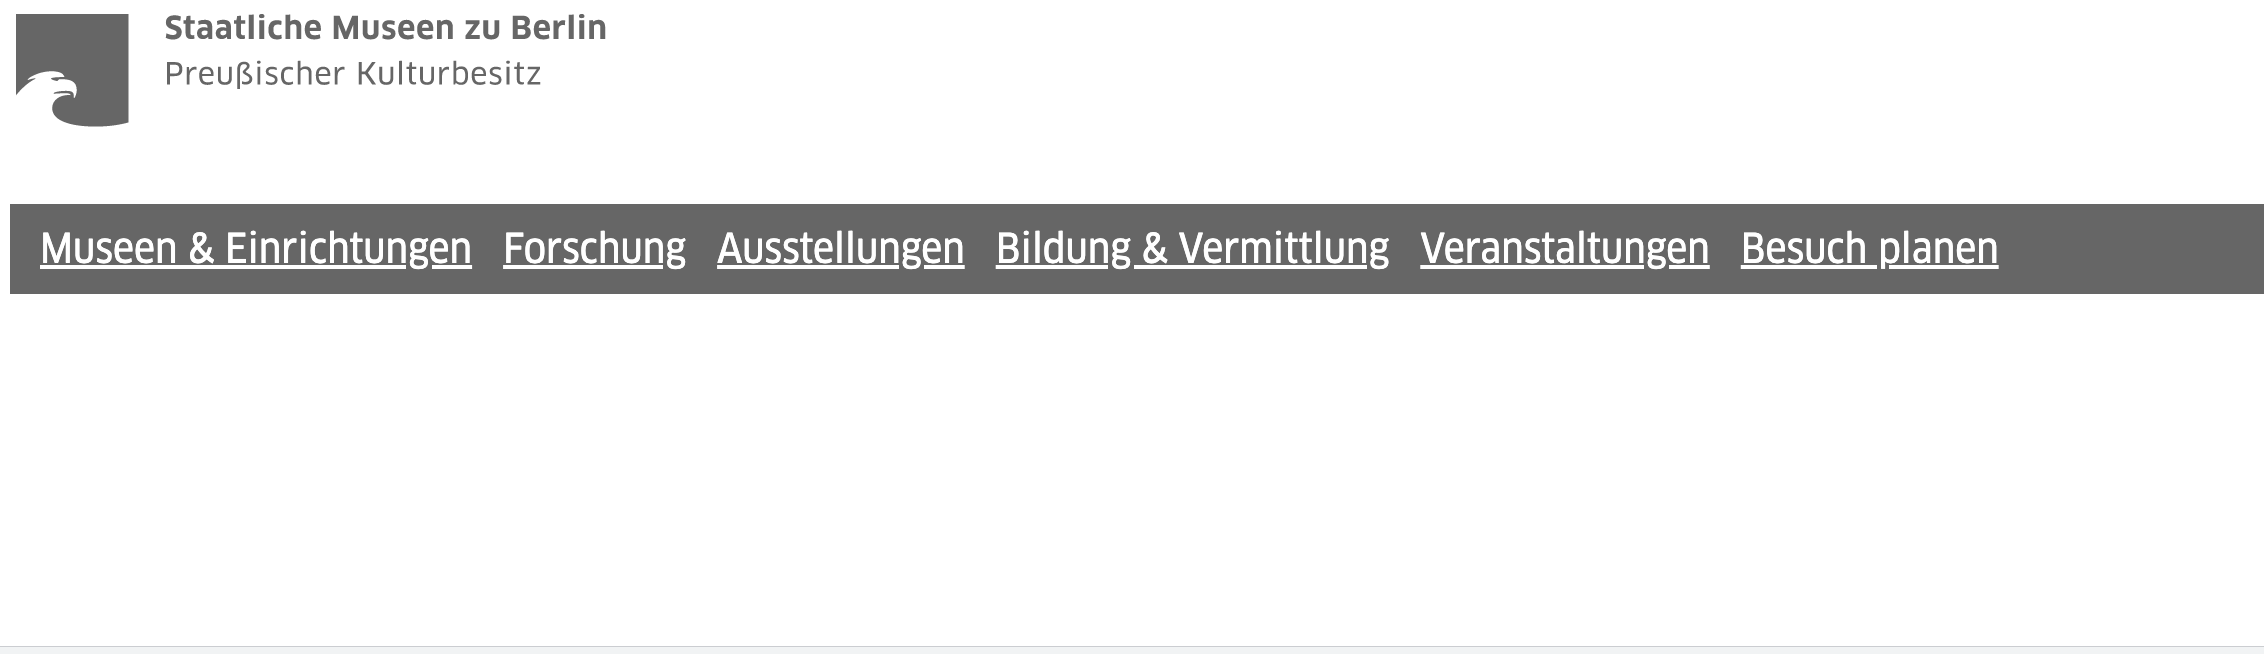 Staatliche Museen zu Berlin
Preußischer Kulturbesitz
Museen & Einrichtungen Forschung Ausstellungen Bildung & Vermittlung Veranstaltungen Besuch planen